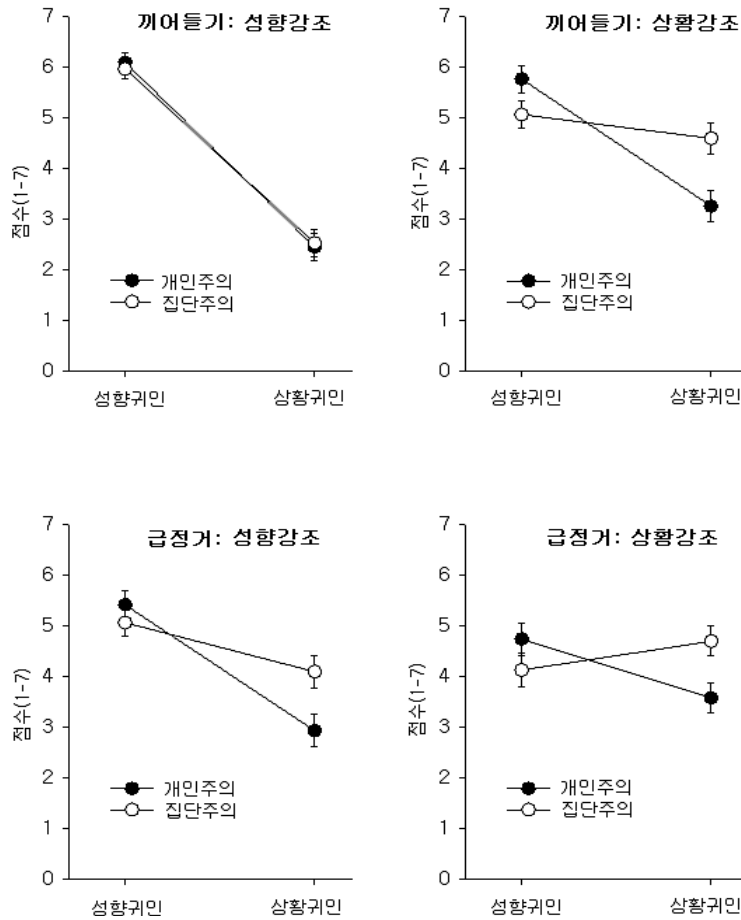 끼어들기: 성향강조
7
6
5
4
3
2
1
0
점수(1-7)
개인주의
집단주의
성향귀인 상황귀인
끼어들기: 상황강조
7
6
5
4
3
2
1
0
점수(1-7)
개인주의
집단주의
성향귀인 상황귀인
급정거: 성향강조
7
6
5
4
3
2
1
0
점수(1-7)
개인주의
집단주의
성향귀인 상황귀인
급정거: 상황강조
7
6
5
4
3
2
1
0
점수(1-7)
개인주의
집단주의
성향귀인 상황귀인